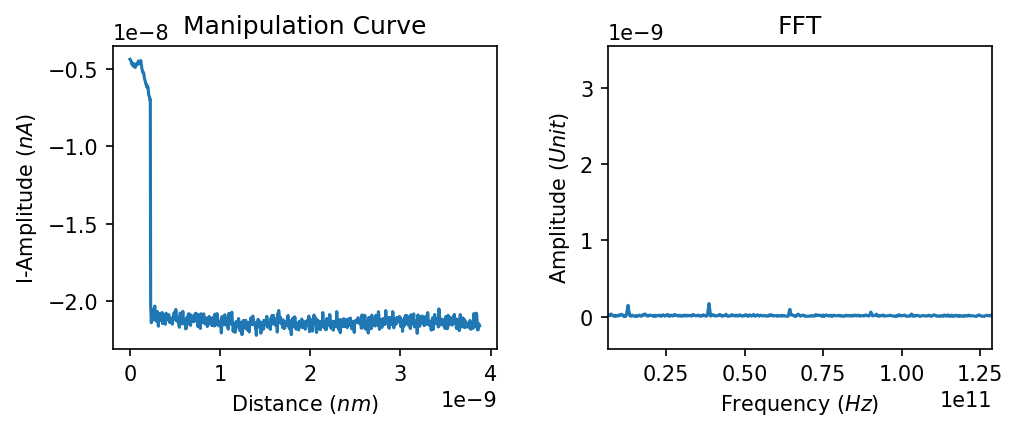 Manipulation Curve
1e−8
−0.5
−1.0
−1.5
−2.0
I-Amplitude (nA)
0 1 2 3 4
1e−9
Distance (nm)
FFT
1e−9
3
2
1
0
Amplitude (Unit)
0.25 0.50 0.75 1.00 1.25
1e11
Frequency (Hz)